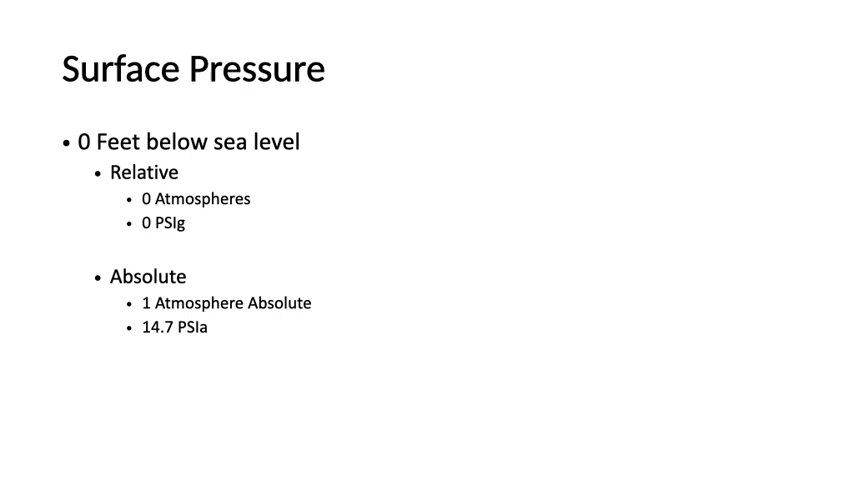 Surface Pressure
• 0 Feet below sea level
• Relative
• 0 Atmospheres
• 0 PSIg
• Absolute
• 1 Atmosphere Absolute
• 14.7 PSIa